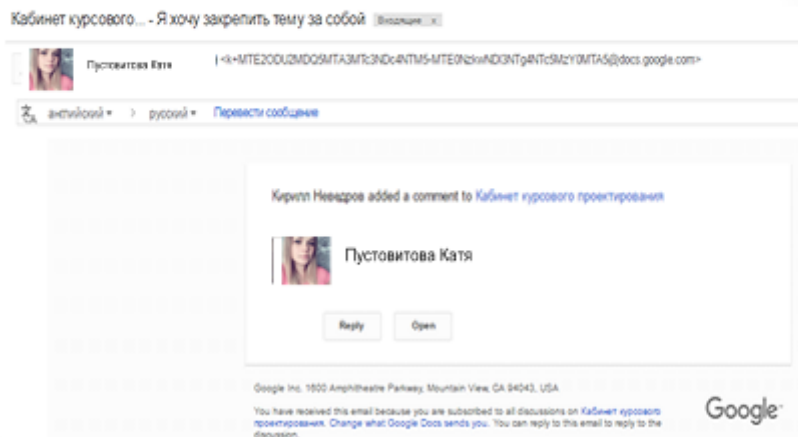 Кабинет курсового... - Я хочу закрепить тему за собой Входящие x
Пустовитова Катя
английский > русский Перевести сообщение
Кирилл Неведров added a comment to Кабинет курсового проектирования
Пустовитова Катя
Reply Open
Google Inc. 1600 Amphitheatre Parkway, Mountain View, CA 94043, USA
You have received this email because you are subscribed to all discussions on Кабинет курсового
проектирования. Change what Google Docs sends you. You can reply to this email to reply to the
discussion.
Google